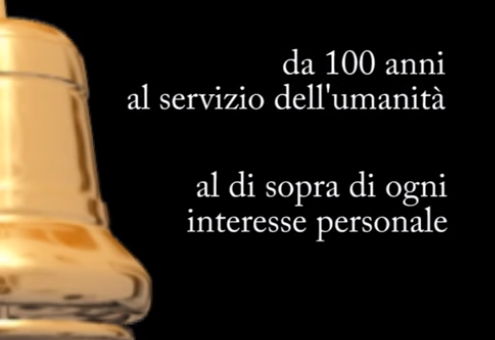 da 100 anni
al servizio dell'umanità
al di sopra di ogni
interesse personale